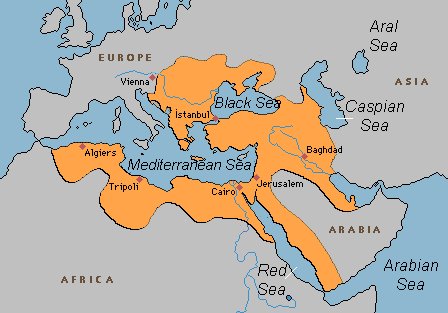 Aral
Sea
EUROPE
ASIA
Vienna
Black Sea
Caspian
Sea
Istanbul
Algiers
Mediterranean Sea
Baghdad
Tripoli
Cairo
Jerusalem
ARABIA
AFRICA
Red
Sea
Arabian
Sea